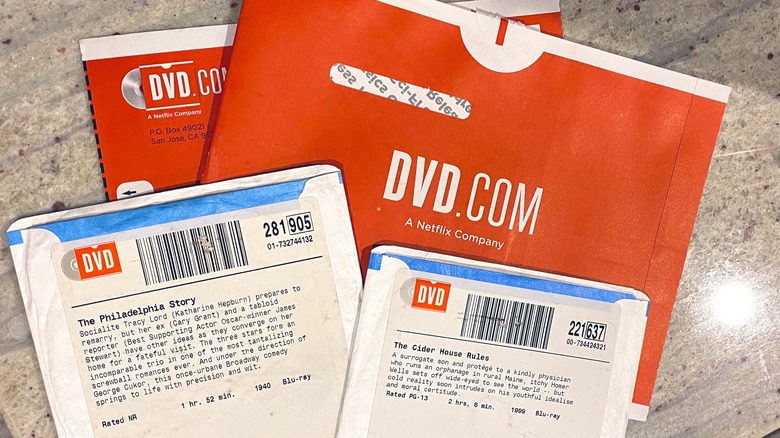 DVD.COM
A Netflix Company
P.O. Box 49021
San Jose, CA
DVD.COM
A Netflix Company
DVD
281 905
01-732744132
The Philadelphia Story
Socialite Tracy Lord (Katharine Hepburn) prepares to
remarry, but her ex (Cary Grant) and a tabloid
reporter (Best Supporting Actor Oscar-winner James
Stewart) have other ideas as they converge on her
home for a fateful visit. The three stars form an
incomparable trio in one of the most tantalizing
screwball romances ever. And under the direction of
George Cukor, this once-urbane Broadway comedy
springs to life with precision and wit.
1 hr. 52 min. 1940 Blu-ray
Rated NR
DVD
221 637
00-734424321
The Cider House Rules
A surrogate son and protégé to a kindly physician
who runs an orphanage in rural Maine, itchy Homer
Wells sets off wide-eyed to see the world ... but
cold reality soon intrudes on his youthful idealism
and moral certitude.
Rated PG-13 2 hrs, 6 min. 1999 Blu-ray